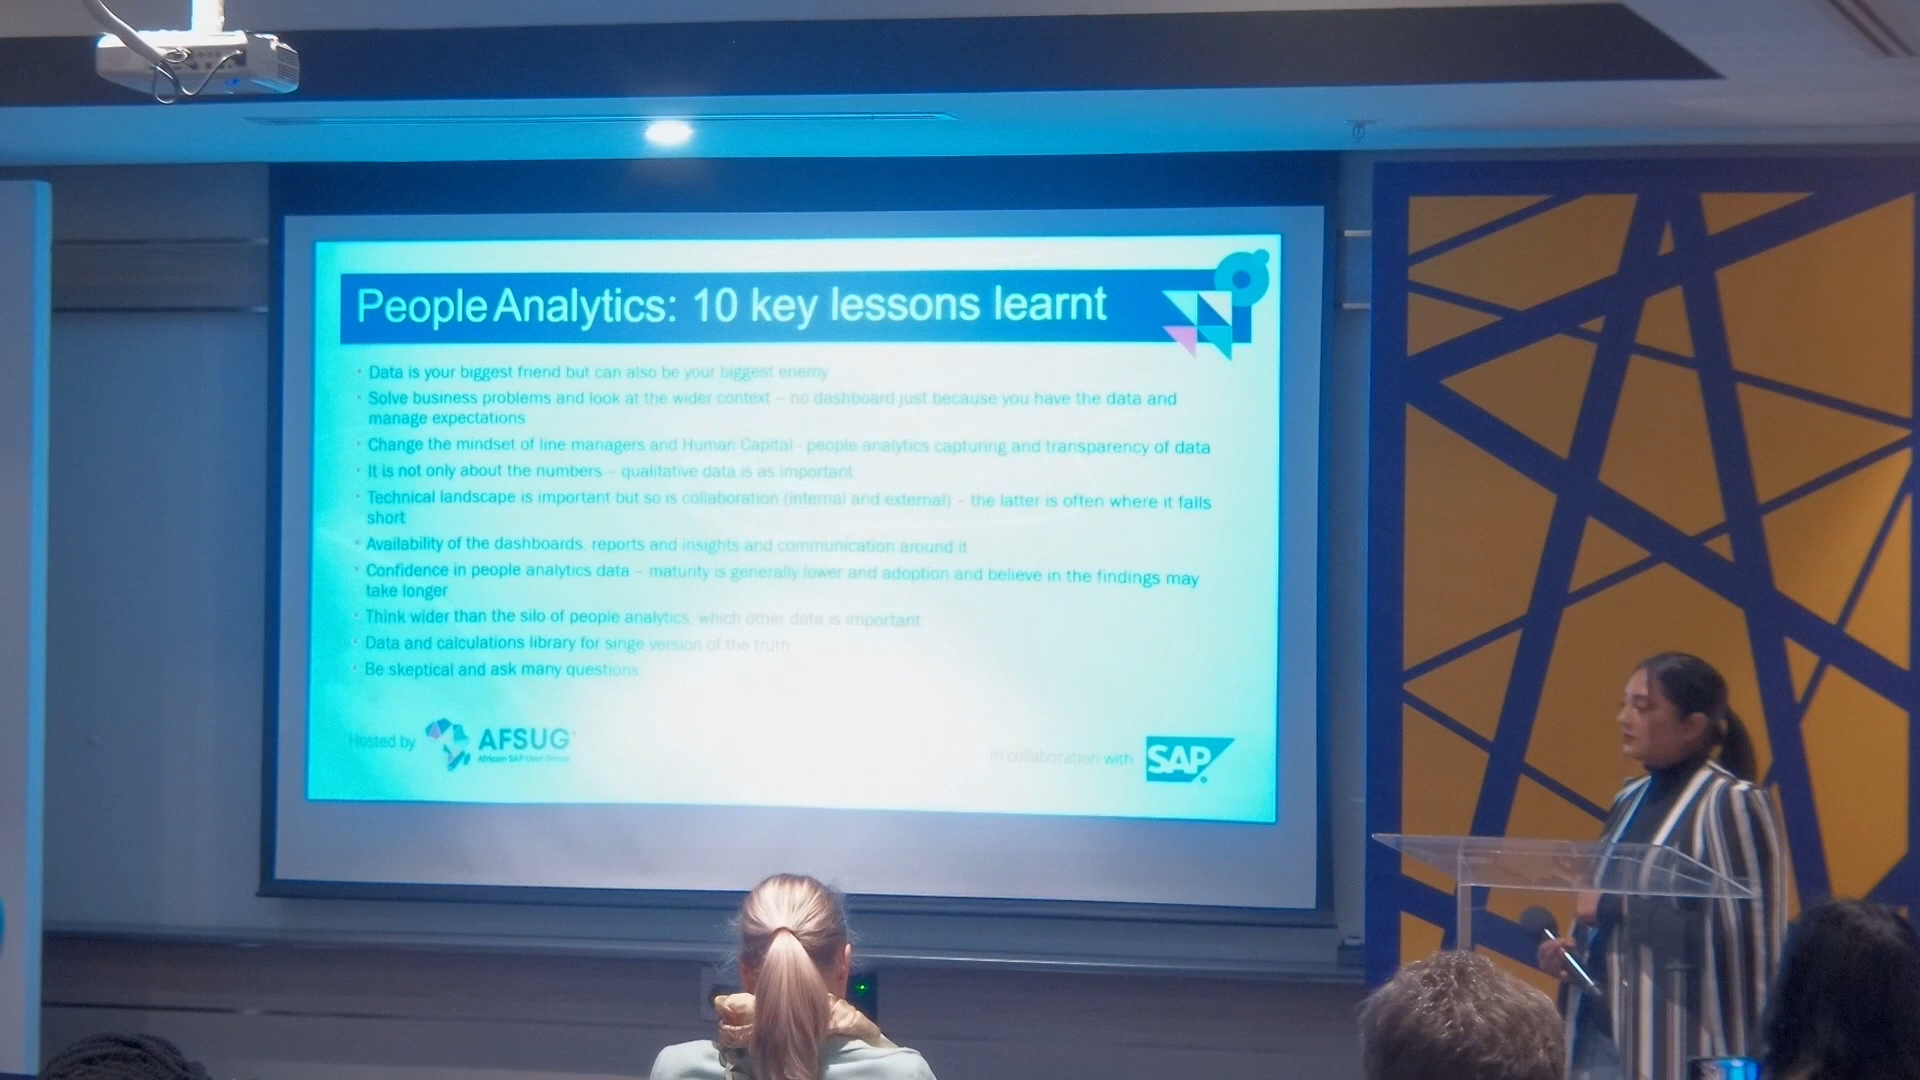 People Analytics: 10 key lessons learnt
• Data is your biggest friend but can also be your biggest enemy
• Solve business problems and look at the wider context – no dashboard just because you have the data and
manage expectations
• Change the mindset of line managers and Human Capital - people analytics capturing and transparency of data
• It is not only about the numbers – qualitative data is as important
• Technical landscape is important but so is collaboration (internal and external) – the latter is often where it falls
short
• Availability of the dashboards, reports and insights and communication around it
• Confidence in people analytics data – maturity is generally lower and adoption and believe in the findings may
take longer
• Think wider than the silo of people analytics, which other data is important
• Data and calculations library for singe version of the truth
• Be skeptical and ask many questions
Hosted by AFSUG
African SAP User Group
In collaboration with SAP